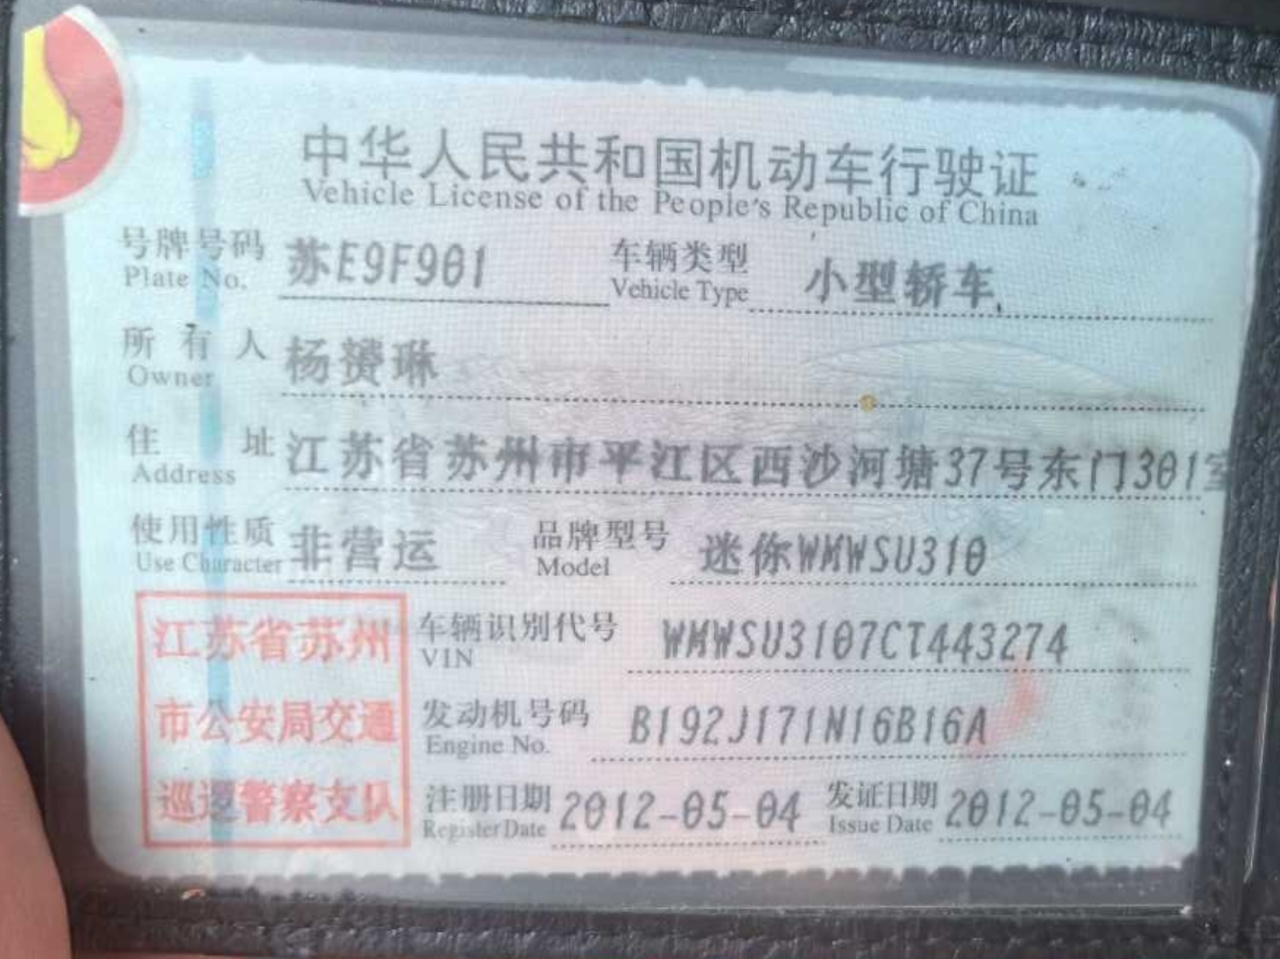 中华人民共和国机动车行驶证
Vehicle License of the People's Republic of China
号牌号码 苏E9F901 车辆类型 小型轿车
Plate No. Vehicle Type
所有人 杨赟琳
Owner
住址 江苏省苏州市平江区西沙河塘37号东门301室
Address
使用性质 非营运 品牌型号 迷你WMWSU310
Use Character Model
江苏省苏州
市公安局交通
巡逻警察支队
车辆识别代号 WMWSU3107CT443274
VIN
发动机号码 B192J171N16B16A
Engine No.
注册日期 2012-05-04 发证日期 2012-05-04
Register Date Issue Date